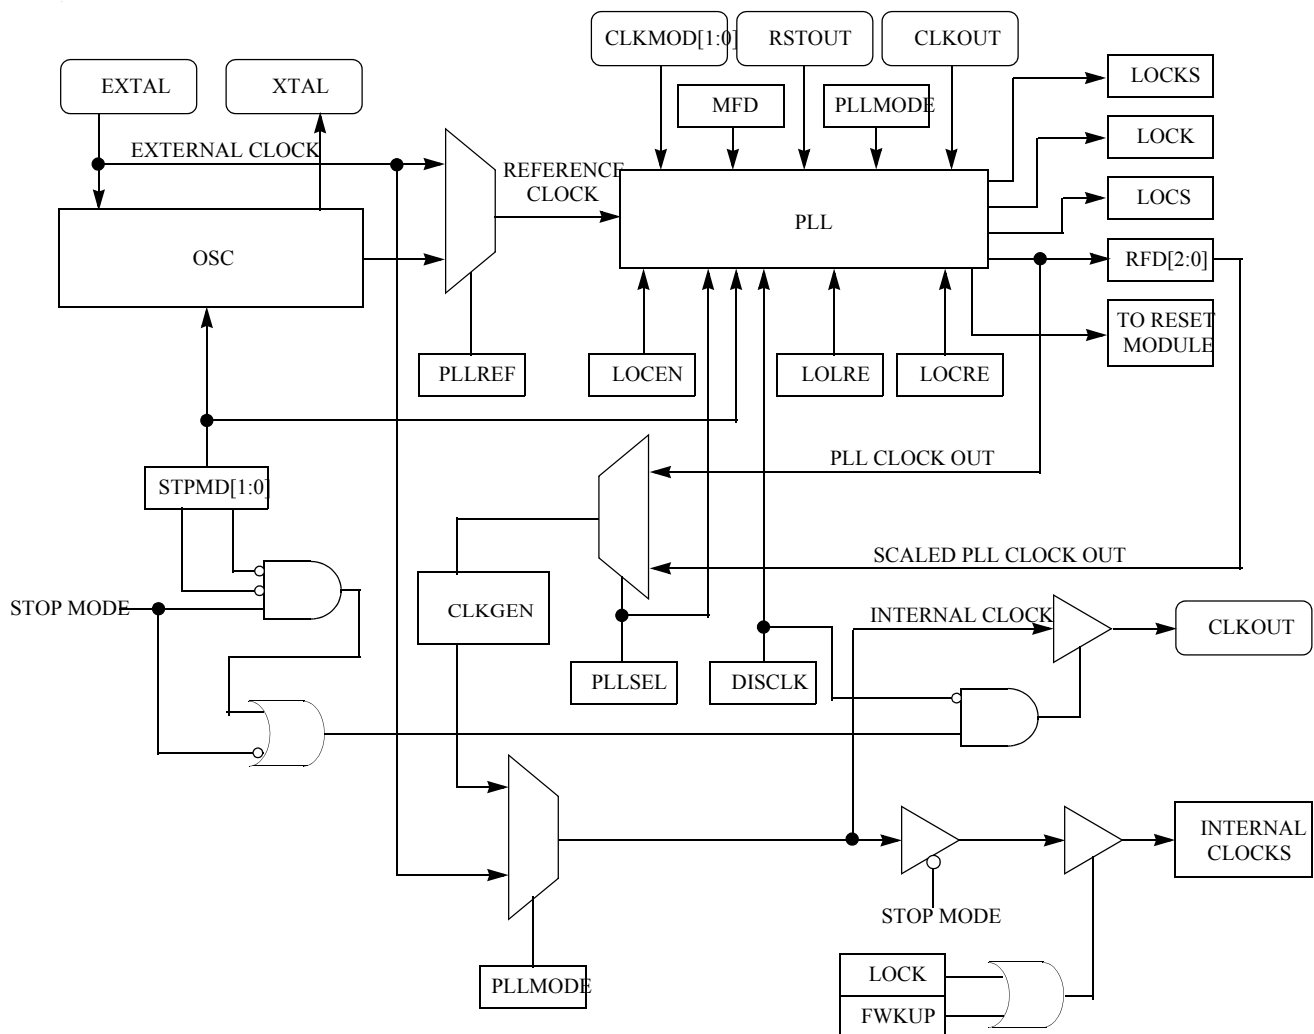 CLKMOD[1:0]
RSTOUT
CLKOUT
EXTAL
XTAL
MFD
PLLMODE
LOCKS
LOCK
EXTERNAL CLOCK
REFERENCE
CLOCK
LOCS
OSC
PLL
RFD[2:0]
TO RESET
MODULE
PLLREF
LOCEN
LOLRE
LOCRE
PLL CLOCK OUT
STPMD[1:0]
SCALED PLL CLOCK OUT
STOP MODE
CLKGEN
INTERNAL CLOCK
CLKOUT
PLLSEL
DISCLK
INTERNAL
CLOCKS
STOP MODE
PLLMODE
LOCK
FWKUP